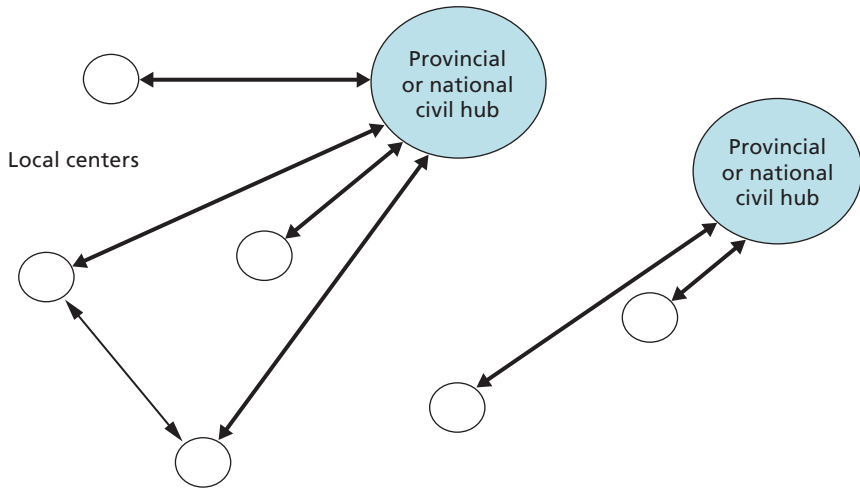 Provincial
or national
civil hub
Local centers
Provincial
or national
civil hub